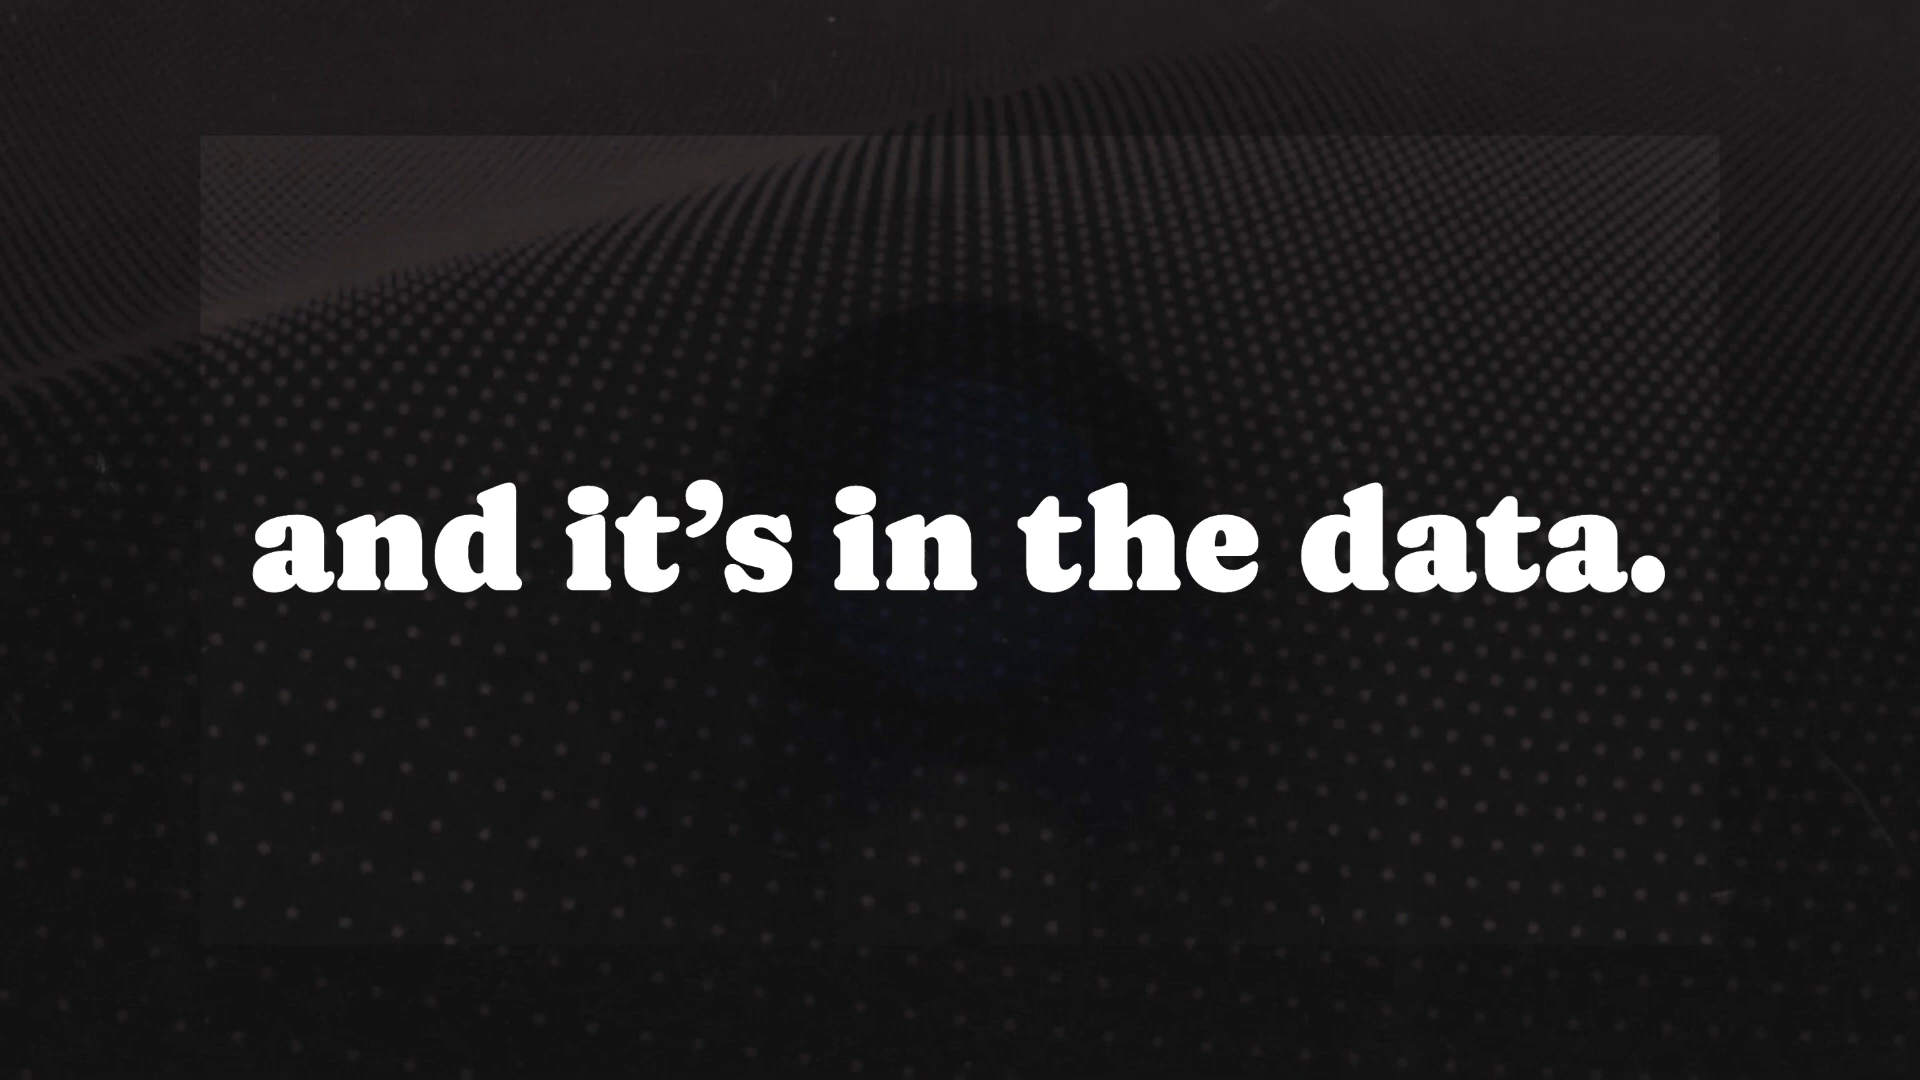 and it’s in the data.